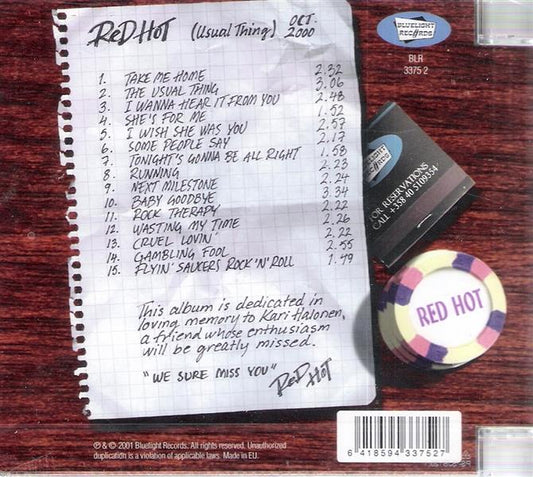 ReD HOT (Usual Thing) OCT. 2000
BLUELIGHT
RECORDS
BLR
3375 2
1. TAKE ME HOME 2.32
2. THE USUAL THING 3.06
3. I WANNA HEAR IT FROM YOU 2.48
4. SHE'S FOR ME 1.52
5. I WISH SHE WAS YOU 2.57
6. SOME PEOPLE SAY 2.17
7. TONIGHT'S GONNA BE ALL RIGHT 1.58
8. RUNNING 2.23
9. NEXT MILESTONE 2.24
10. BABY GOODBYE 3.34
11. ROCK THERAPY 2.22
12. WASTING MY TIME 2.26
13. CRUEL LOVIN' 2.22
14. GAMBLING FOOL 2.55
15. FLYIN' SAUCERS ROCK 'N' ROLL 1.49
This album is dedicated in
loving memory to Kari Halonen,
a friend whose enthusiasm
will be greatly missed.
"WE SURE MISS YOU"
ReD HOT
BLUELIGHT
RECORDS
FOR RESERVATIONS
CALL +358 40 5109354
RED HOT
℗ & © 2001 Bluelight Records. All rights reserved. Unauthorized
duplication is a violation of applicable laws. Made in EU.
6 418594 337527